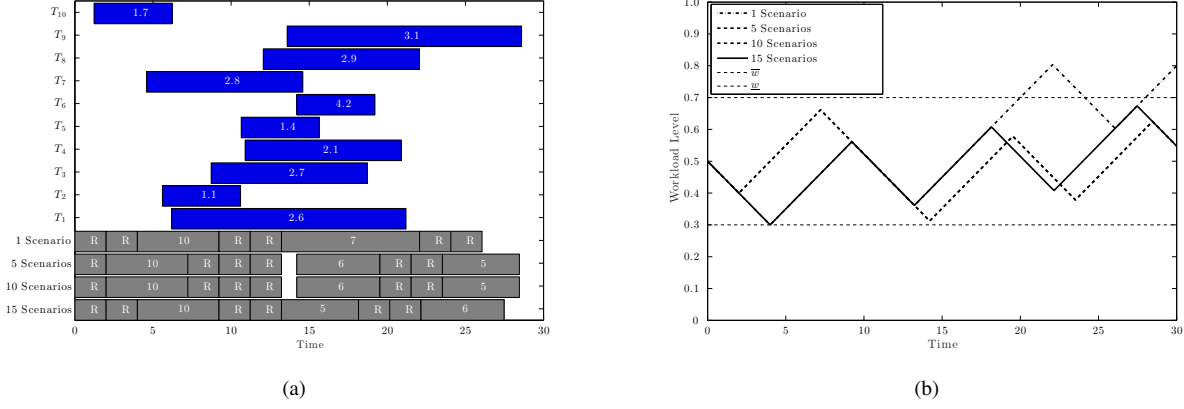 T10 1.7
T9 3.1
T8 2.9
T7 2.8
T6 4.2
T5 1.4
T4 2.1
T3 2.7
T2 1.1
T1 2.6
1 Scenario R R 10 R R 7 R R
5 Scenarios R 10 R R R 6 R R 5
10 Scenarios R 10 R R R 6 R R 5
15 Scenarios R R 10 R R 5 R R 6
0 5 10 15 20 25 30
Time
(a)
1 Scenario
5 Scenarios
10 Scenarios
15 Scenarios
w
w
Workload Level
1.0
0.9
0.8
0.7
0.6
0.5
0.4
0.3
0.2
0.1
0
0 5 10 15 20 25 30
Time
(b)